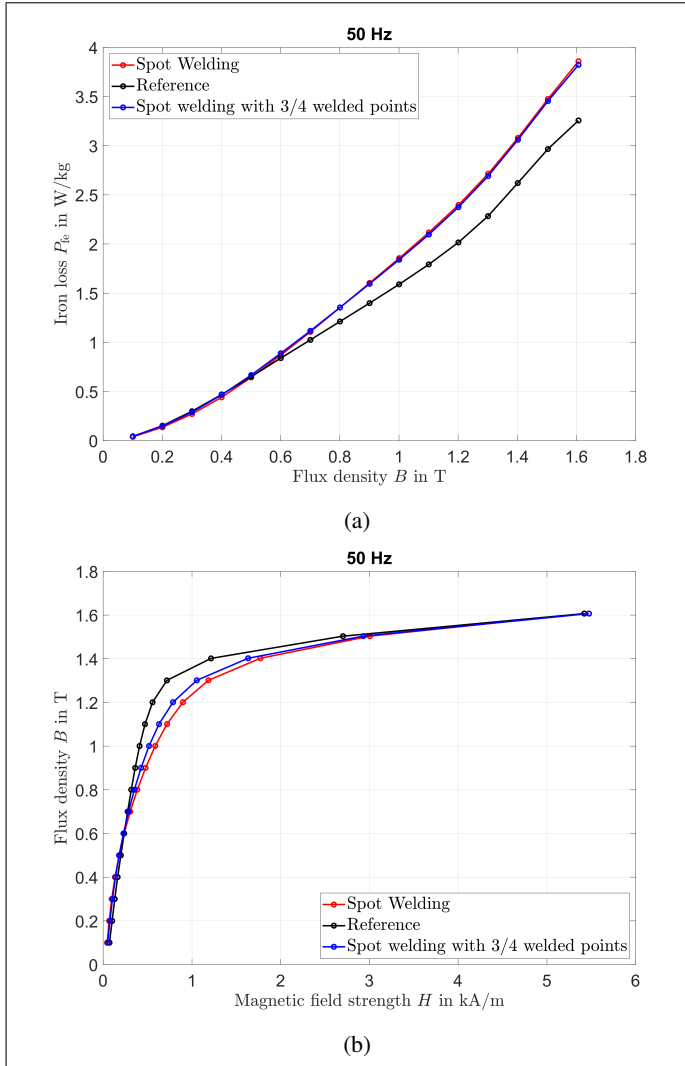 50 Hz
4
3.5
3
2.5
2
1.5
1
0.5
0
Iron loss P_fe in W/kg
Spot Welding
Reference
Spot welding with 3/4 welded points
0 0.2 0.4 0.6 0.8 1 1.2 1.4 1.6 1.8
Flux density B in T
(a)
50 Hz
1.8
1.6
1.4
1.2
1
0.8
0.6
0.4
0.2
0
Flux density B in T
Spot Welding
Reference
Spot welding with 3/4 welded points
0 1 2 3 4 5 6
Magnetic field strength H in kA/m
(b)